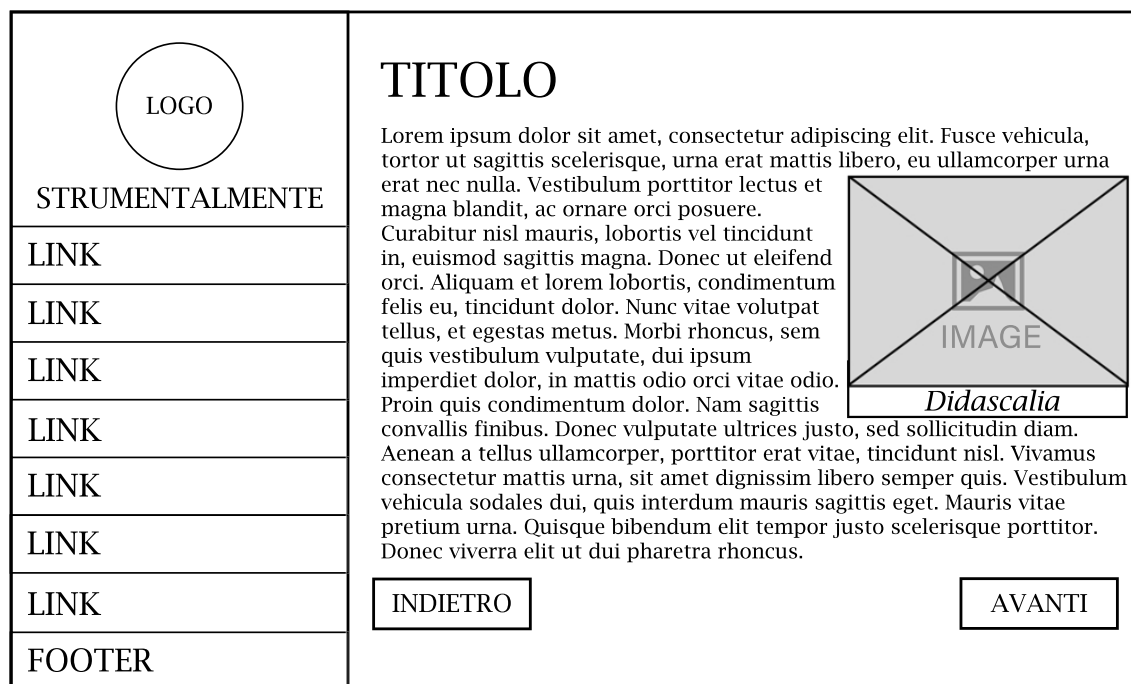 LOGO
STRUMENTALMENTE
LINK
LINK
LINK
LINK
LINK
LINK
LINK
FOOTER
TITOLO
Lorem ipsum dolor sit amet, consectetur adipiscing elit. Fusce vehicula,
tortor ut sagittis scelerisque, urna erat mattis libero, eu ullamcorper urna
erat nec nulla. Vestibulum porttitor lectus et
magna blandit, ac ornare orci posuere.
Curabitur nisl mauris, lobortis vel tincidunt
in, euismod sagittis magna. Donec ut eleifend
orci. Aliquam et lorem lobortis, condimentum
felis eu, tincidunt dolor. Nunc vitae volutpat
tellus, et egestas metus. Morbi rhoncus, sem
quis vestibulum vulputate, dui ipsum
imperdiet dolor, in mattis odio orci vitae odio.
Proin quis condimentum dolor. Nam sagittis
convallis finibus. Donec vulputate ultrices justo, sed sollicitudin diam.
Aenean a tellus ullamcorper, porttitor erat vitae, tincidunt nisl. Vivamus
consectetur mattis urna, sit amet dignissim libero semper quis. Vestibulum
vehicula sodales dui, quis interdum mauris sagittis eget. Mauris vitae
pretium urna. Quisque bibendum elit tempor justo scelerisque porttitor.
Donec viverra elit ut dui pharetra rhoncus.
IMAGE
Didascalia
INDIETRO
AVANTI